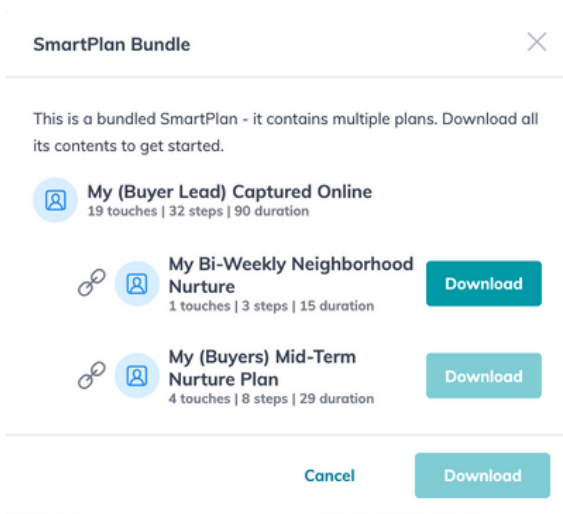 SmartPlan Bundle
This is a bundled SmartPlan - it contains multiple plans. Download all
its contents to get started.
My (Buyer Lead) Captured Online
19 touches | 32 steps | 90 duration
My Bi-Weekly Neighborhood
Nurture
1 touches | 3 steps | 15 duration
Download
My (Buyers) Mid-Term
Nurture Plan
4 touches | 8 steps | 29 duration
Download
Cancel
Download